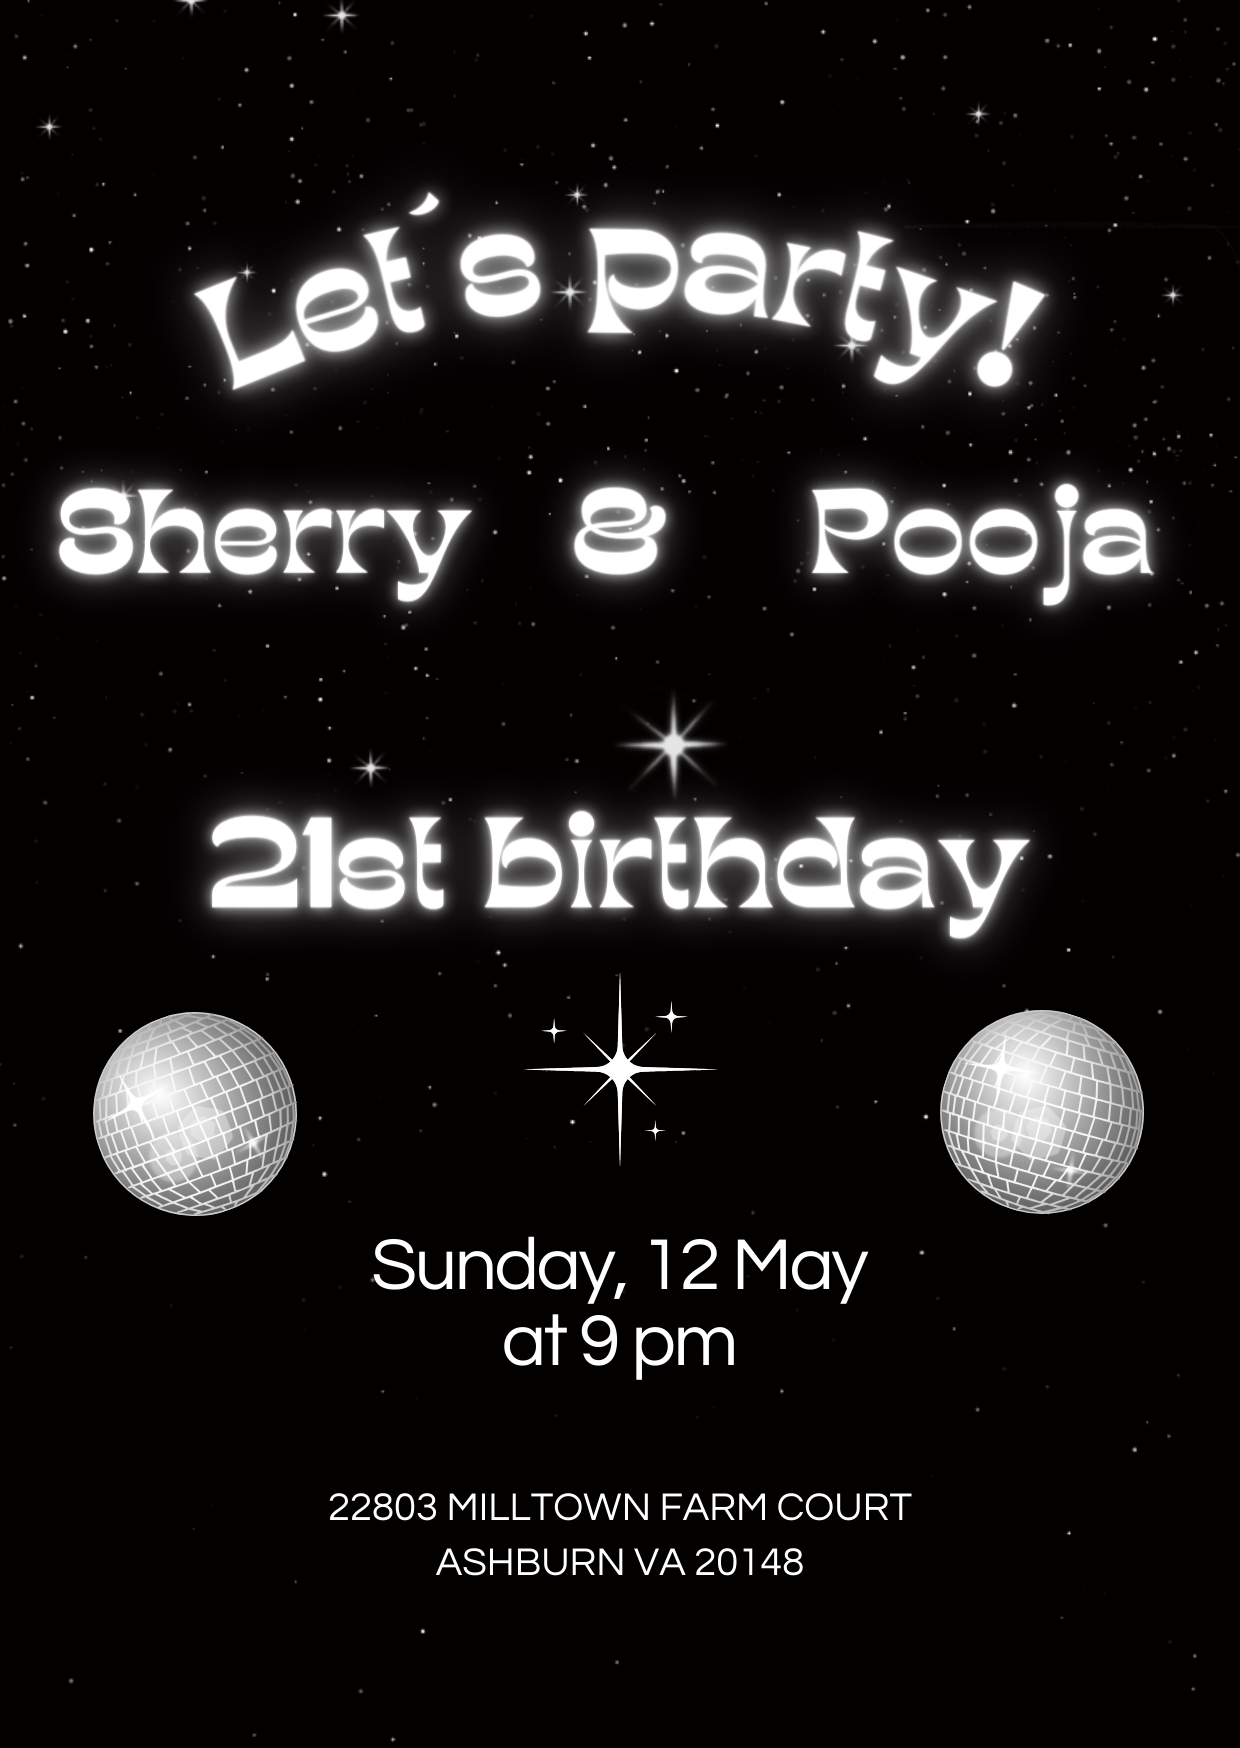 Let´s party!
Sherry & Pooja
21st birthday
Sunday, 12 May
at 9 pm
22803 MILLTOWN FARM COURT
ASHBURN VA 20148